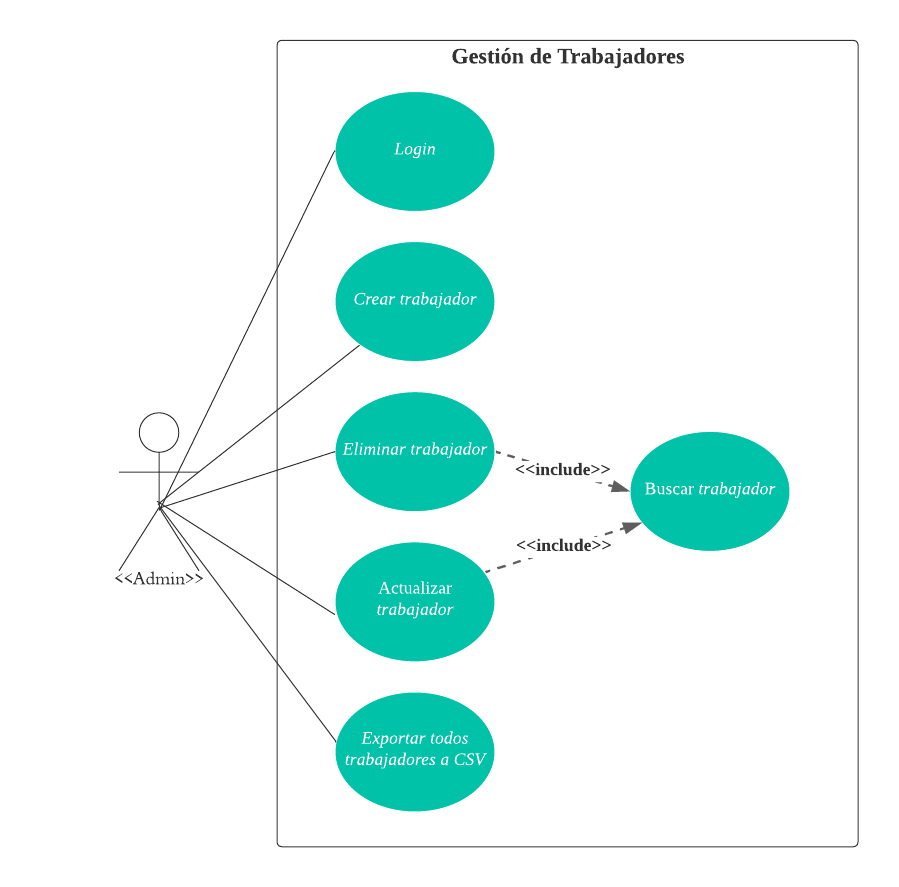 Gestión de Trabajadores
Login
Crear trabajador
Eliminar trabajador
<<include>>
Buscar trabajador
<<include>>
<<Admin>>
Actualizar
trabajador
Exportar todos
trabajadores a CSV